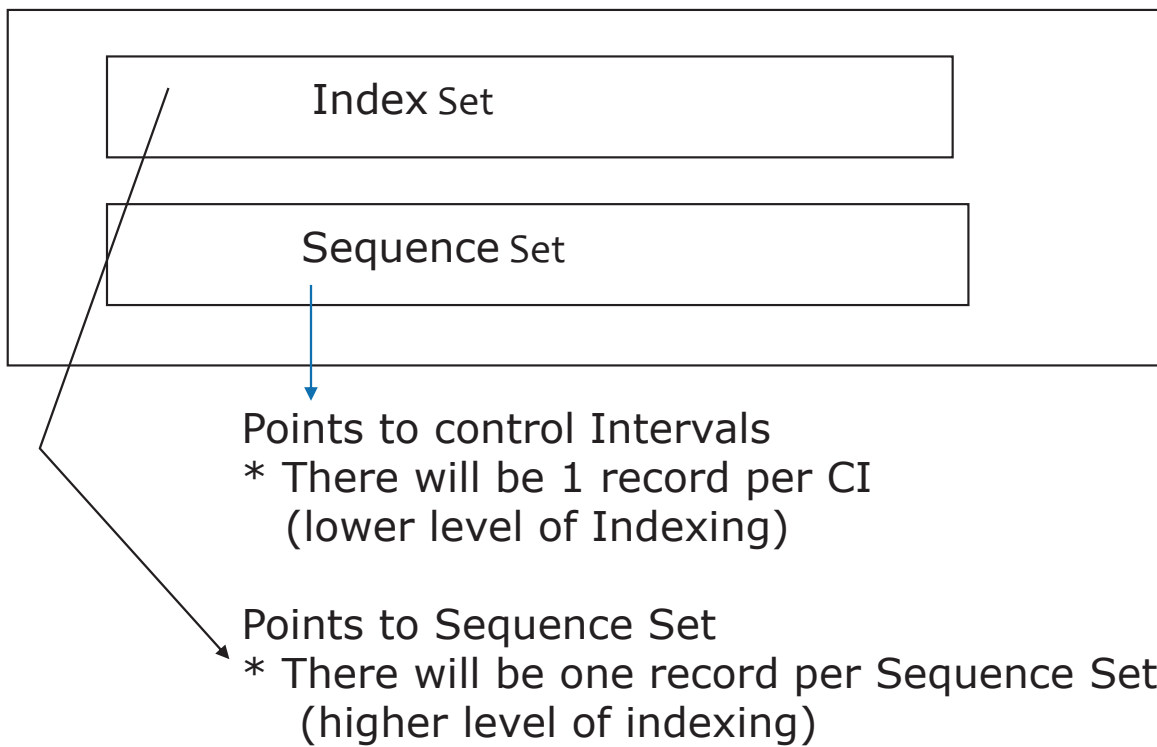 Index Set
Sequence Set
Points to control Intervals
* There will be 1 record per CI
(lower level of Indexing)
Points to Sequence Set
* There will be one record per Sequence Set
(higher level of indexing)